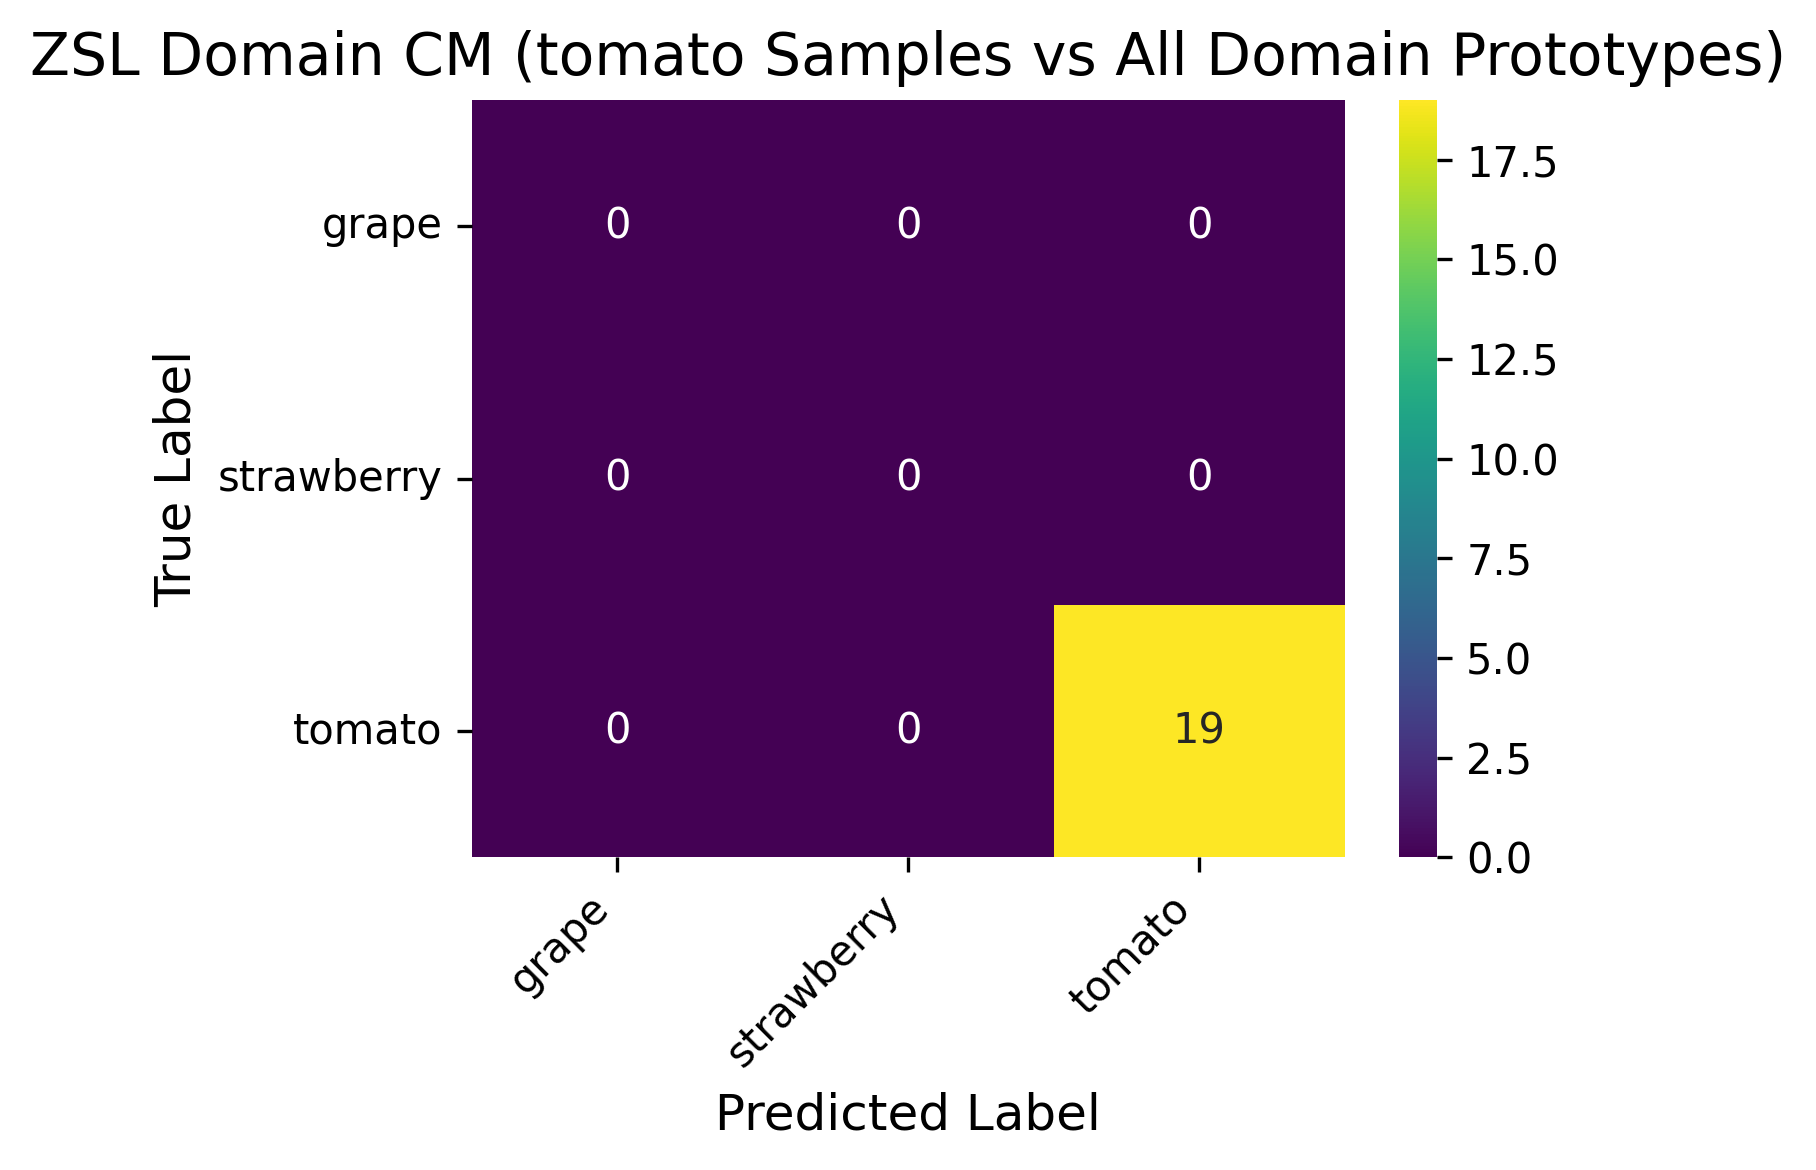 ZSL Domain CM (tomato Samples vs All Domain Prototypes)
True Label
grape 0 0 0
strawberry 0 0 0
tomato 0 0 19
grape strawberry tomato
Predicted Label
17.5
15.0
12.5
10.0
7.5
5.0
2.5
0.0